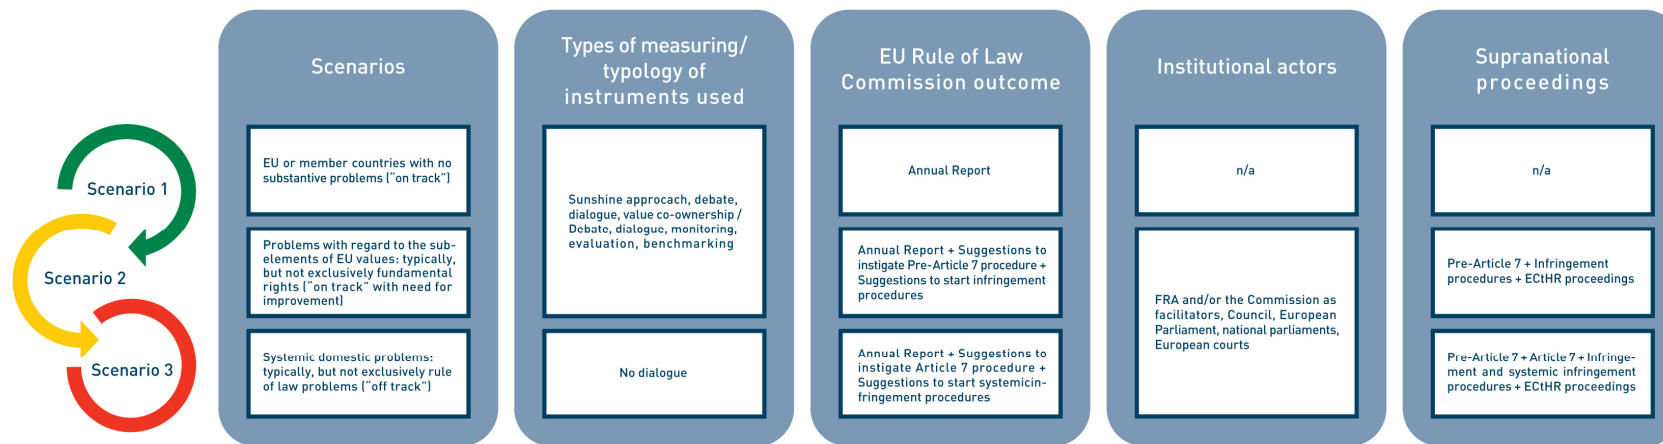 Scenarios
Types of measuring/
typology of
instruments used
EU Rule of Law
Commission outcome
Institutional actors
Supranational
proceedings
Scenario 1
EU or member countries with no
substantive problems ("on track")
Sunshine approcach, debate,
dialogue, value co-ownership /
Debate, dialogue, monitoring,
evaluation, benchmarking
Annual Report
n/a
n/a
Scenario 2
Problems with regard to the sub-
elements of EU values: typically,
but not exclusively fundamental
rights ("on track" with need for
improvement)
Annual Report + Suggestions to
instigate Pre-Article 7 procedure +
Suggestions to start infringement
procedures
FRA and/or the Commission as
facilitators, Council, European
Parliament, national parliaments,
European courts
Pre-Article 7 + Infringement
procedures + ECtHR proceedings
Scenario 3
Systemic domestic problems:
typically, but not exclusively rule
of law problems ("off track")
No dialogue
Annual Report + Suggestions to
instigate Article 7 procedure +
Suggestions to start systemicin-
fringement procedures
Pre-Article 7 + Article 7 + Infringe-
ment and systemic infringement
procedures + ECtHR proceedings